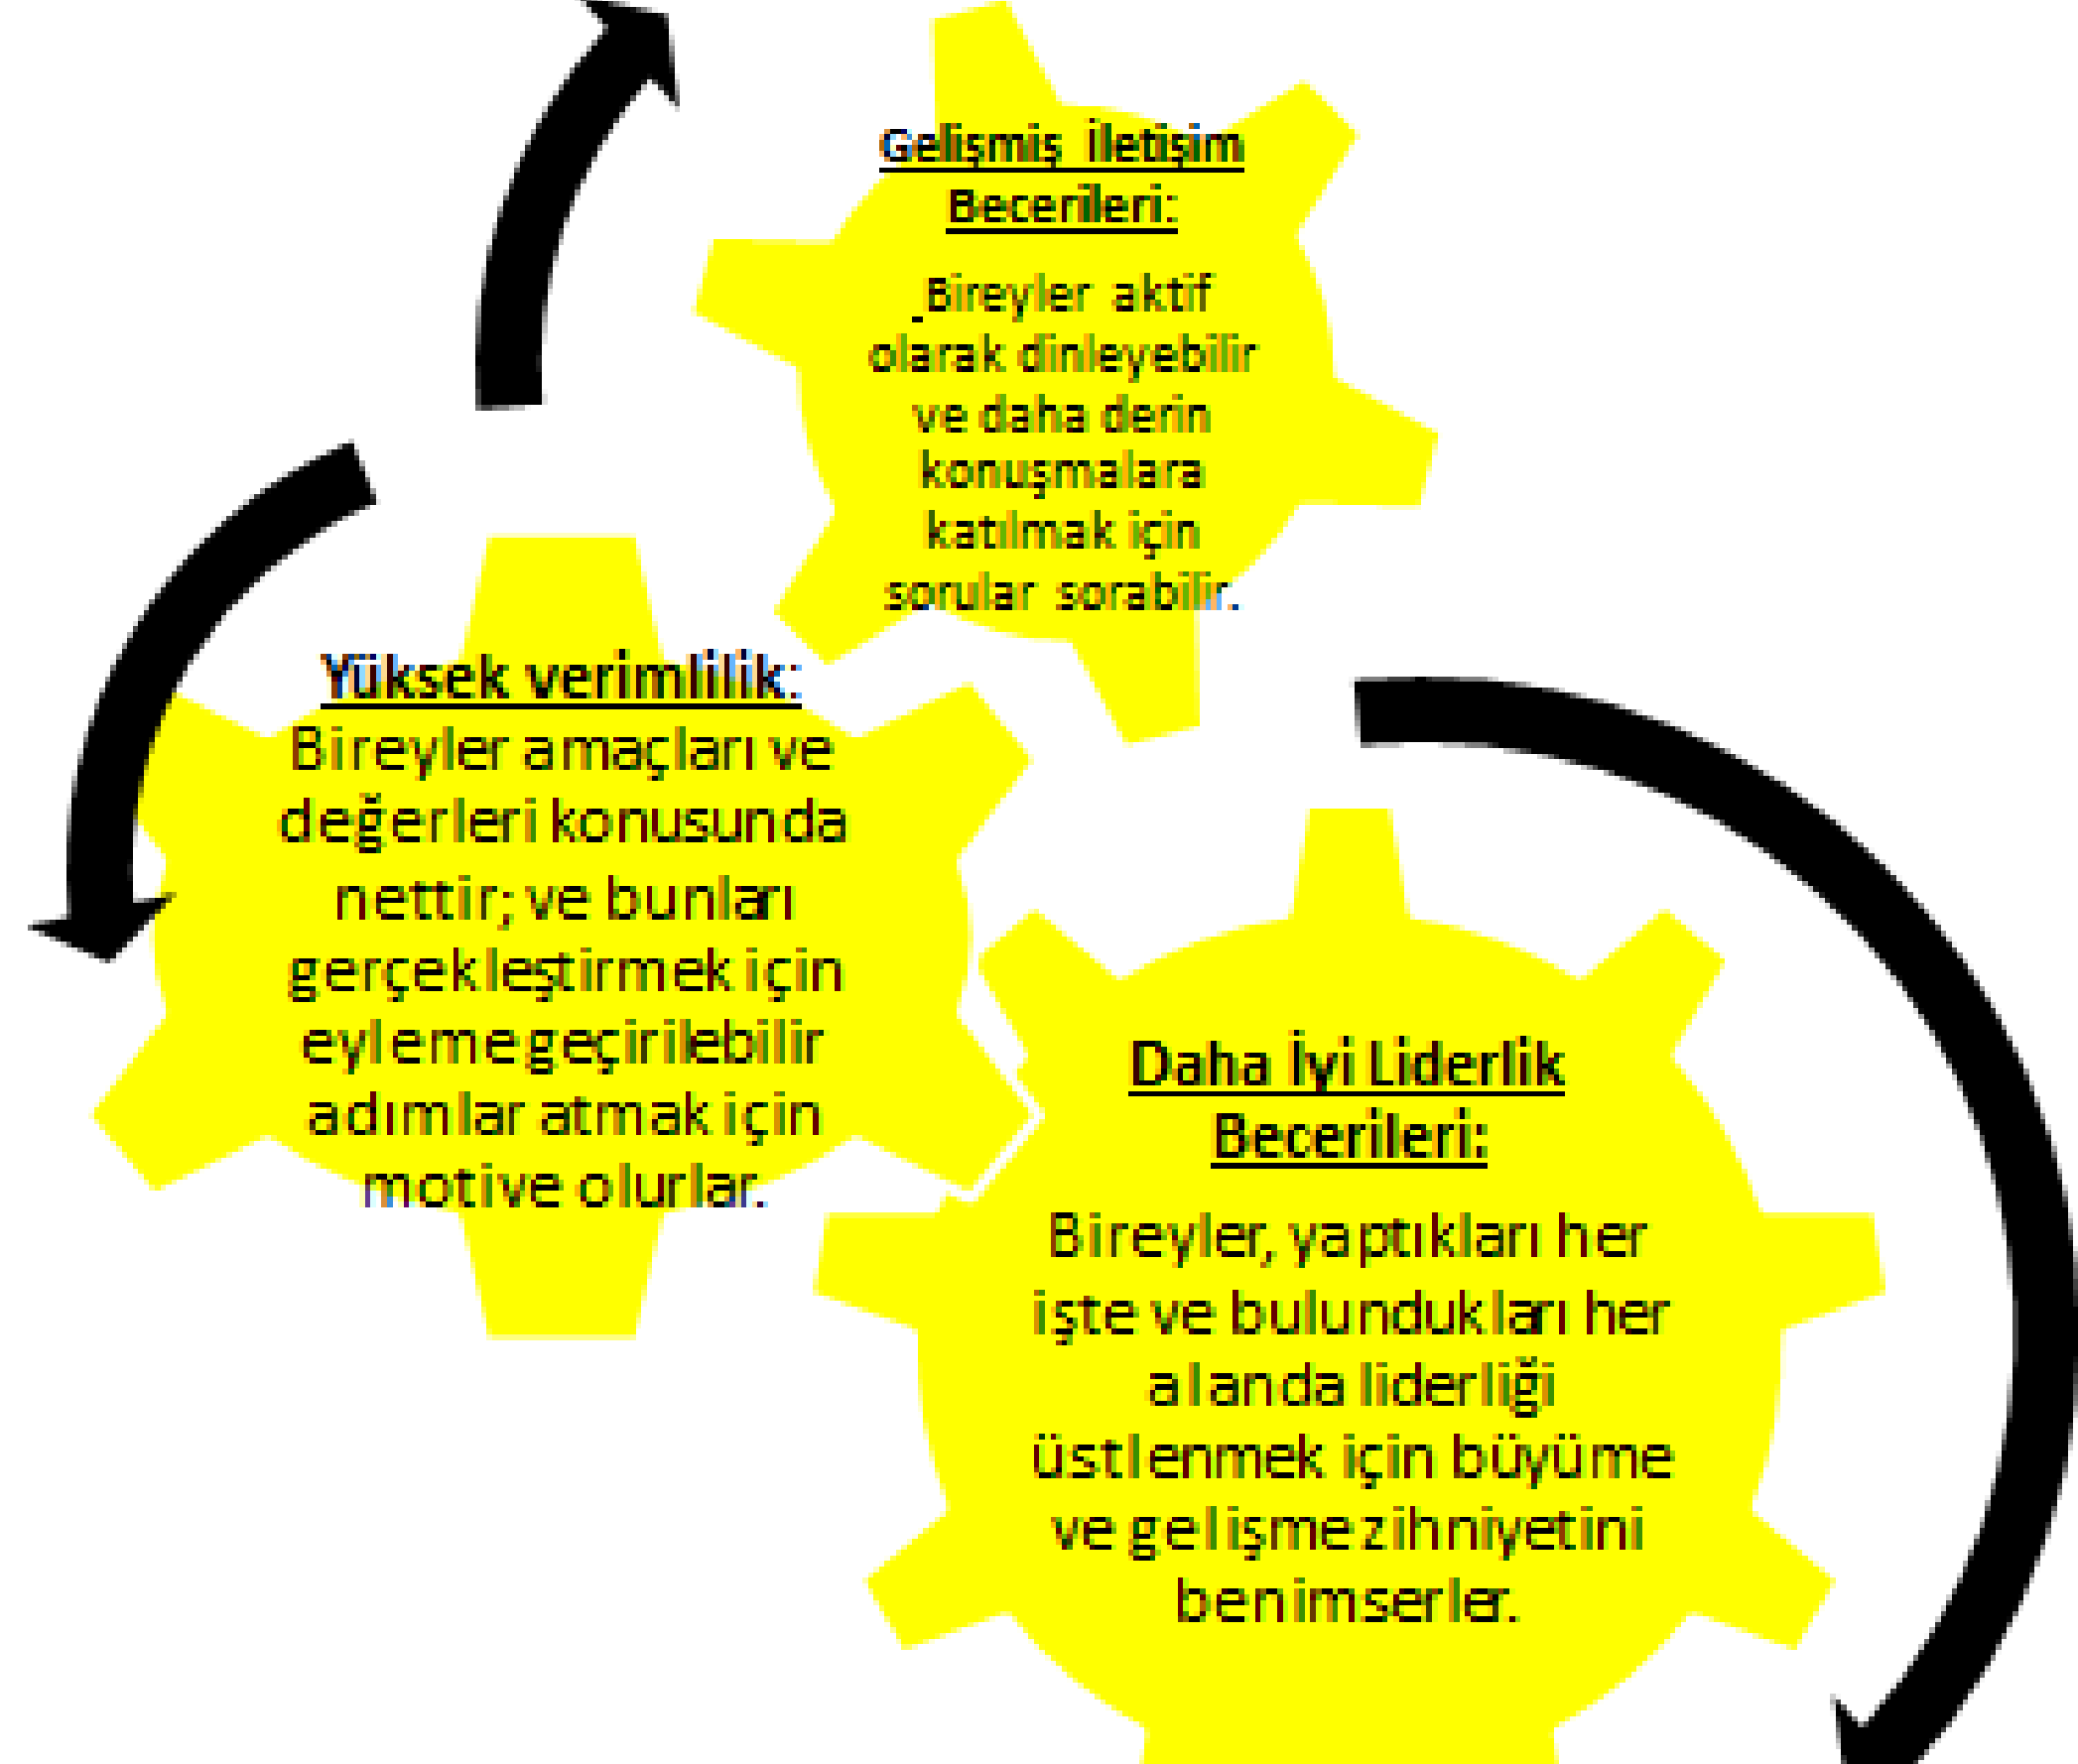 Gelişmiş İletişim
Becerileri:
Bireyler aktif
olarak dinleyebilir
ve daha derin
konuşmalara
katılmak için
sorular sorabilir.
Yüksek verimlilik:
Bireyler amaçları ve
değerleri konusunda
nettir; ve bunları
gerçekleştirmek için
eyleme geçirilebilir
adımlar atmak için
motive olurlar.
Daha İyi Liderlik
Becerileri:
Bireyler, yaptıkları her
işte ve bulundukları her
alanda liderliği
üstlenmek için büyüme
ve gelişme zihniyetini
benimserler.